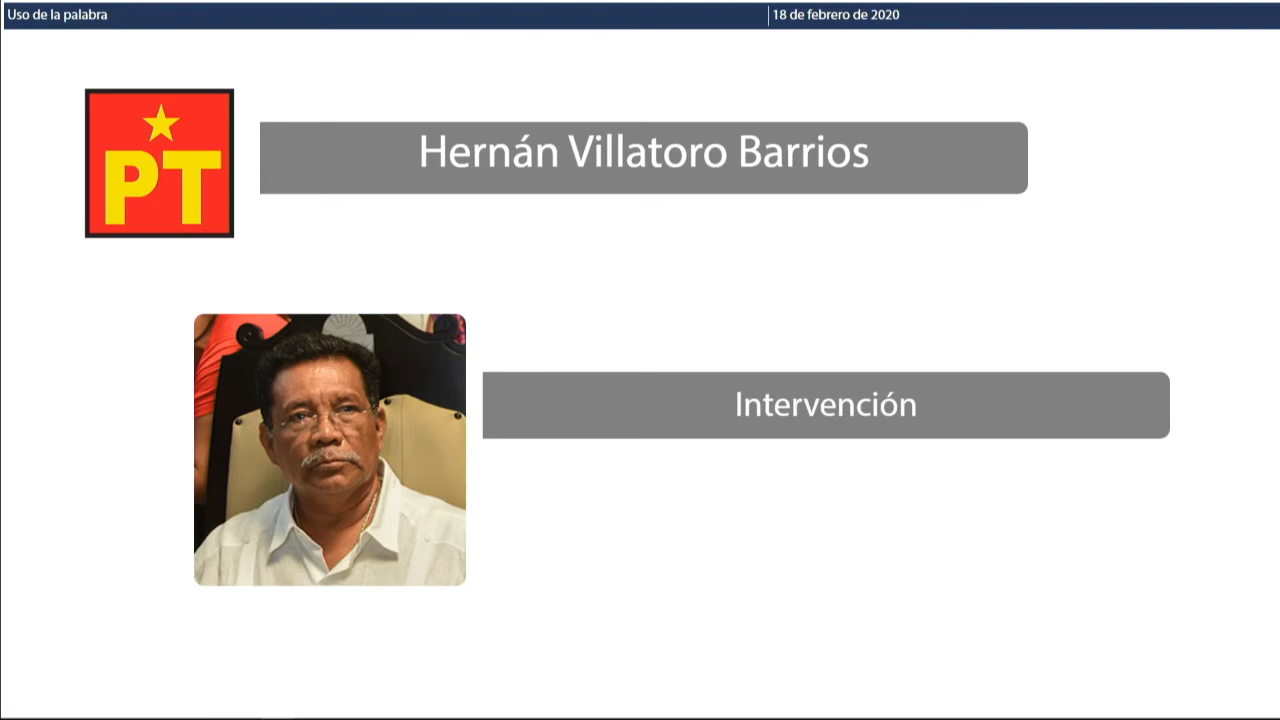 Uso de la palabra
18 de febrero de 2020
PT
Hernán Villatoro Barrios
Intervención